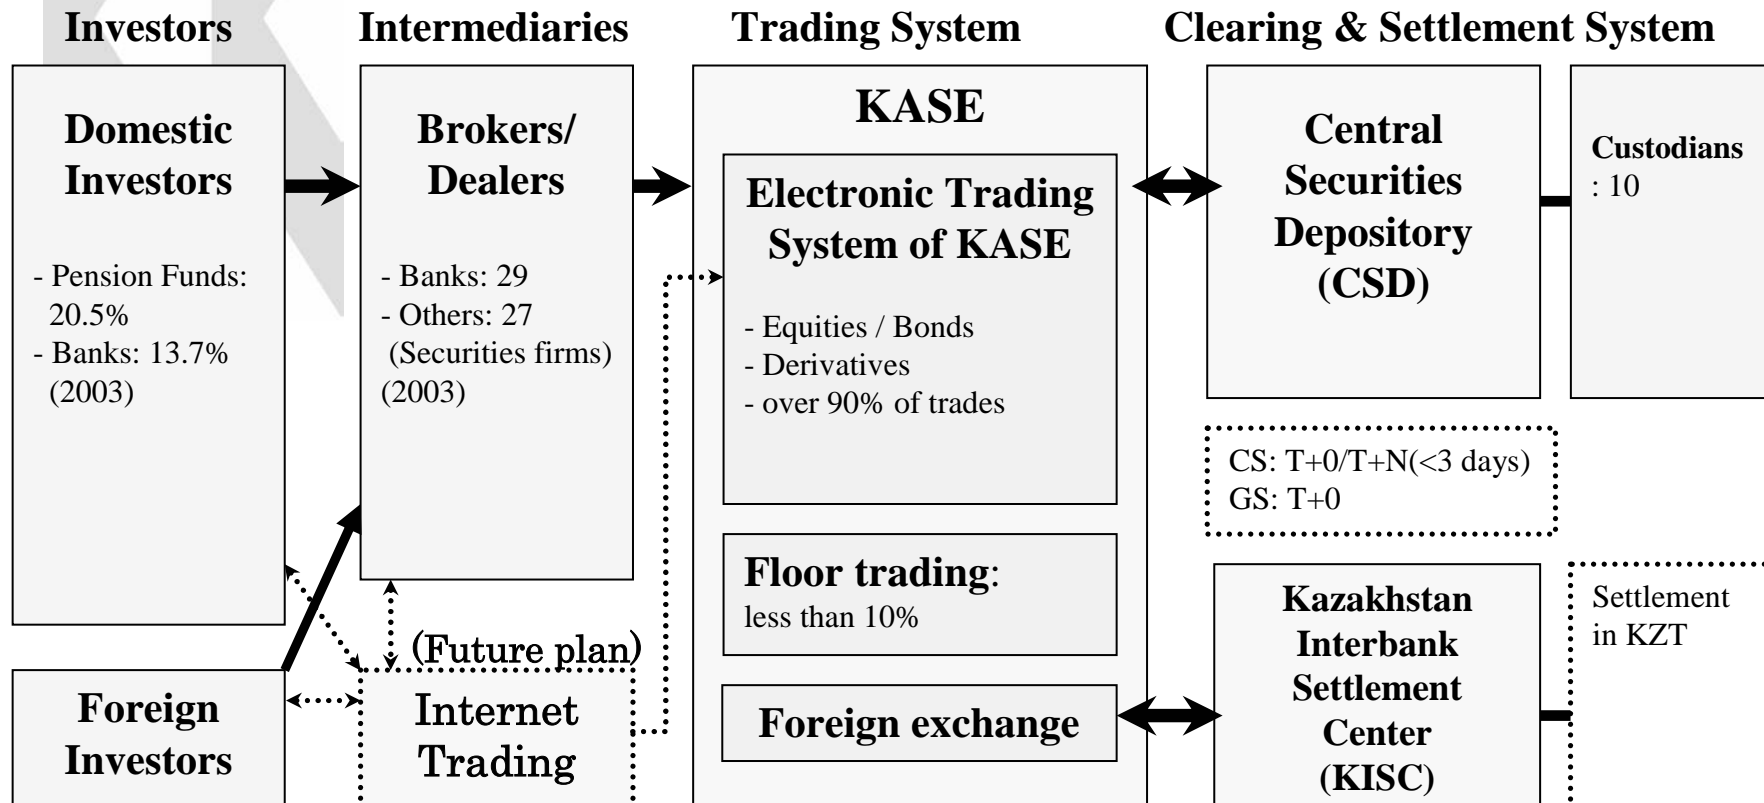 Investors
Intermediaries
Trading System
Clearing & Settlement System
Domestic
Investors
- Pension Funds:
20.5%
- Banks: 13.7%
(2003)
Foreign
Investors
Brokers/
Dealers
- Banks: 29
- Others: 27
(Securities firms)
(2003)
(Future plan)
Internet
Trading
KASE
Electronic Trading
System of KASE
- Equities / Bonds
- Derivatives
- over 90% of trades
Floor trading:
less than 10%
Foreign exchange
Central
Securities
Depository
(CSD)
Custodians
: 10
CS: T+0/T+N(<3 days)
GS: T+0
Kazakhstan
Interbank
Settlement
Center
(KISC)
Settlement
in KZT